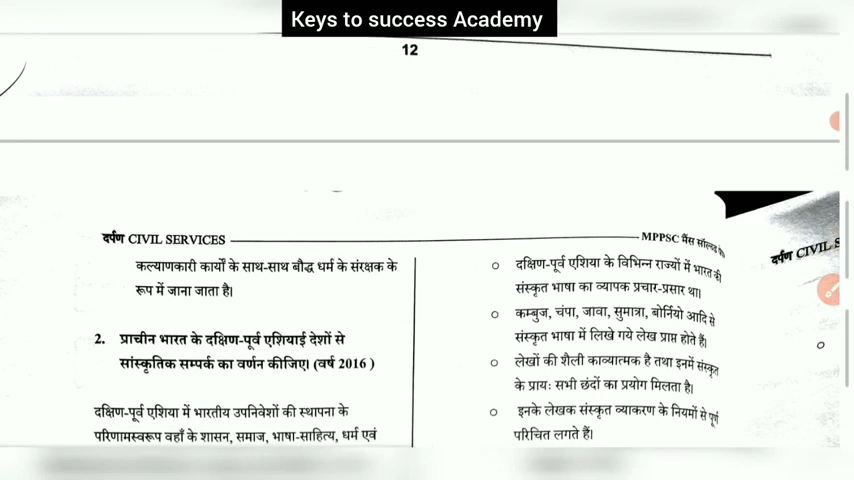 Keys to success Academy
12
दर्पण CIVIL SERVICES
MPPSC मैंस सॉल्व्ड
दर्पण CIVIL S
कल्याणकारी कार्यों के साथ-साथ बौद्ध धर्म के संरक्षक के
रूप में जाना जाता है।
2. प्राचीन भारत के दक्षिण-पूर्व एशियाई देशों से
सांस्कृतिक सम्पर्क का वर्णन कीजिए। (वर्ष 2016 )
दक्षिण-पूर्व एशिया में भारतीय उपनिवेशों की स्थापना के
परिणामस्वरूप वहाँ के शासन, समाज, भाषा-साहित्य, धर्म एवं
दक्षिण-पूर्व एशिया के विभिन्न राज्यों में भारत की
संस्कृत भाषा का व्यापक प्रचार-प्रसार था।
कम्बुज, चंपा, जावा, सुमात्रा, बोर्नियो आदि से
संस्कृत भाषा में लिखे गये लेख प्राप्त होते हैं।
लेखों की शैली काव्यात्मक है तथा इनमें संस्कृत
के प्रायः सभी छंदों का प्रयोग मिलता है।
इनके लेखक संस्कृत व्याकरण के नियमों से पूर्ण
परिचित लगते हैं।